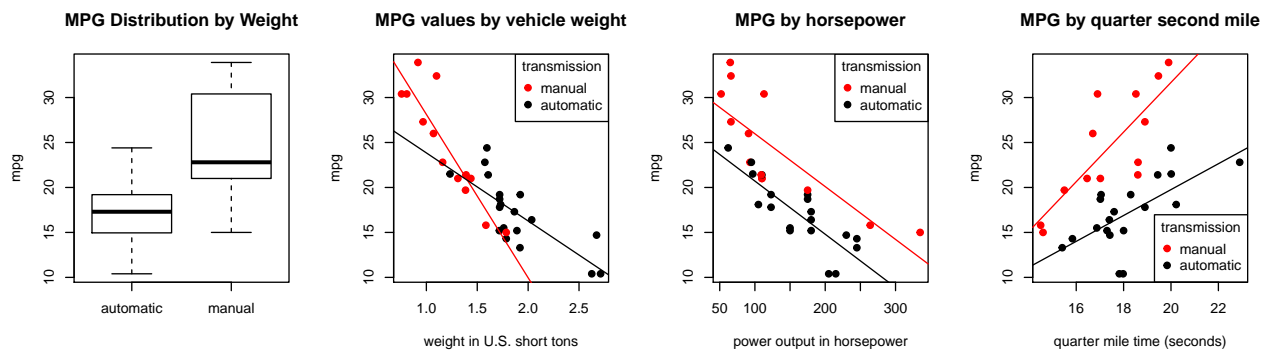 MPG Distribution by Weight
mpg
10
15
20
25
30
automatic
manual
MPG values by vehicle weight
mpg
10
15
20
25
30
transmission
manual
automatic
1.0
1.5
2.0
2.5
weight in U.S. short tons
MPG by horsepower
mpg
10
15
20
25
30
transmission
manual
automatic
50
100
200
300
power output in horsepower
MPG by quarter second mile
mpg
10
15
20
25
30
transmission
manual
automatic
16
18
20
22
quarter mile time (seconds)